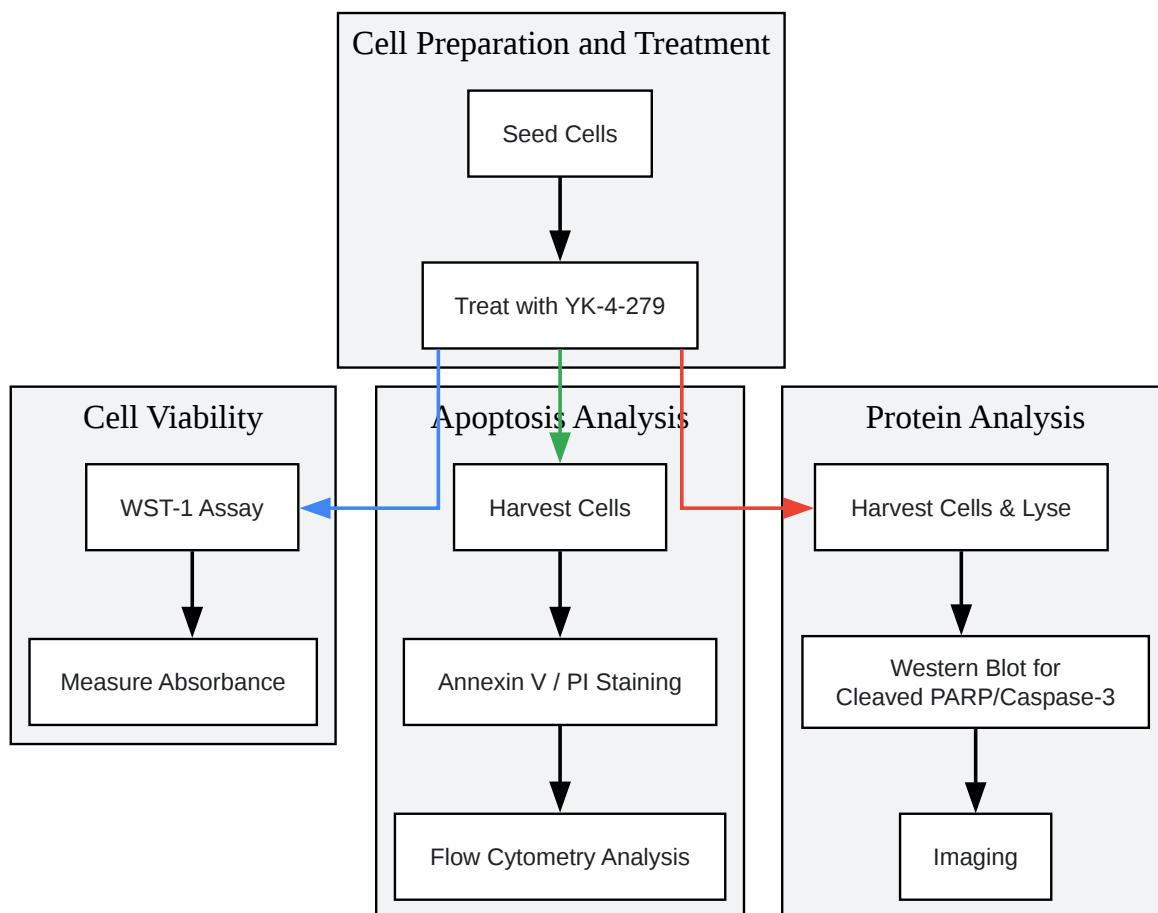 Cell Preparation and Treatment
Seed Cells
Treat with YK-4-279
Cell Viability
WST-1 Assay
Measure Absorbance
Apoptosis Analysis
Harvest Cells
Annexin V / PI Staining
Flow Cytometry Analysis
Protein Analysis
Harvest Cells & Lyse
Western Blot for
Cleaved PARP/Caspase-3
Imaging